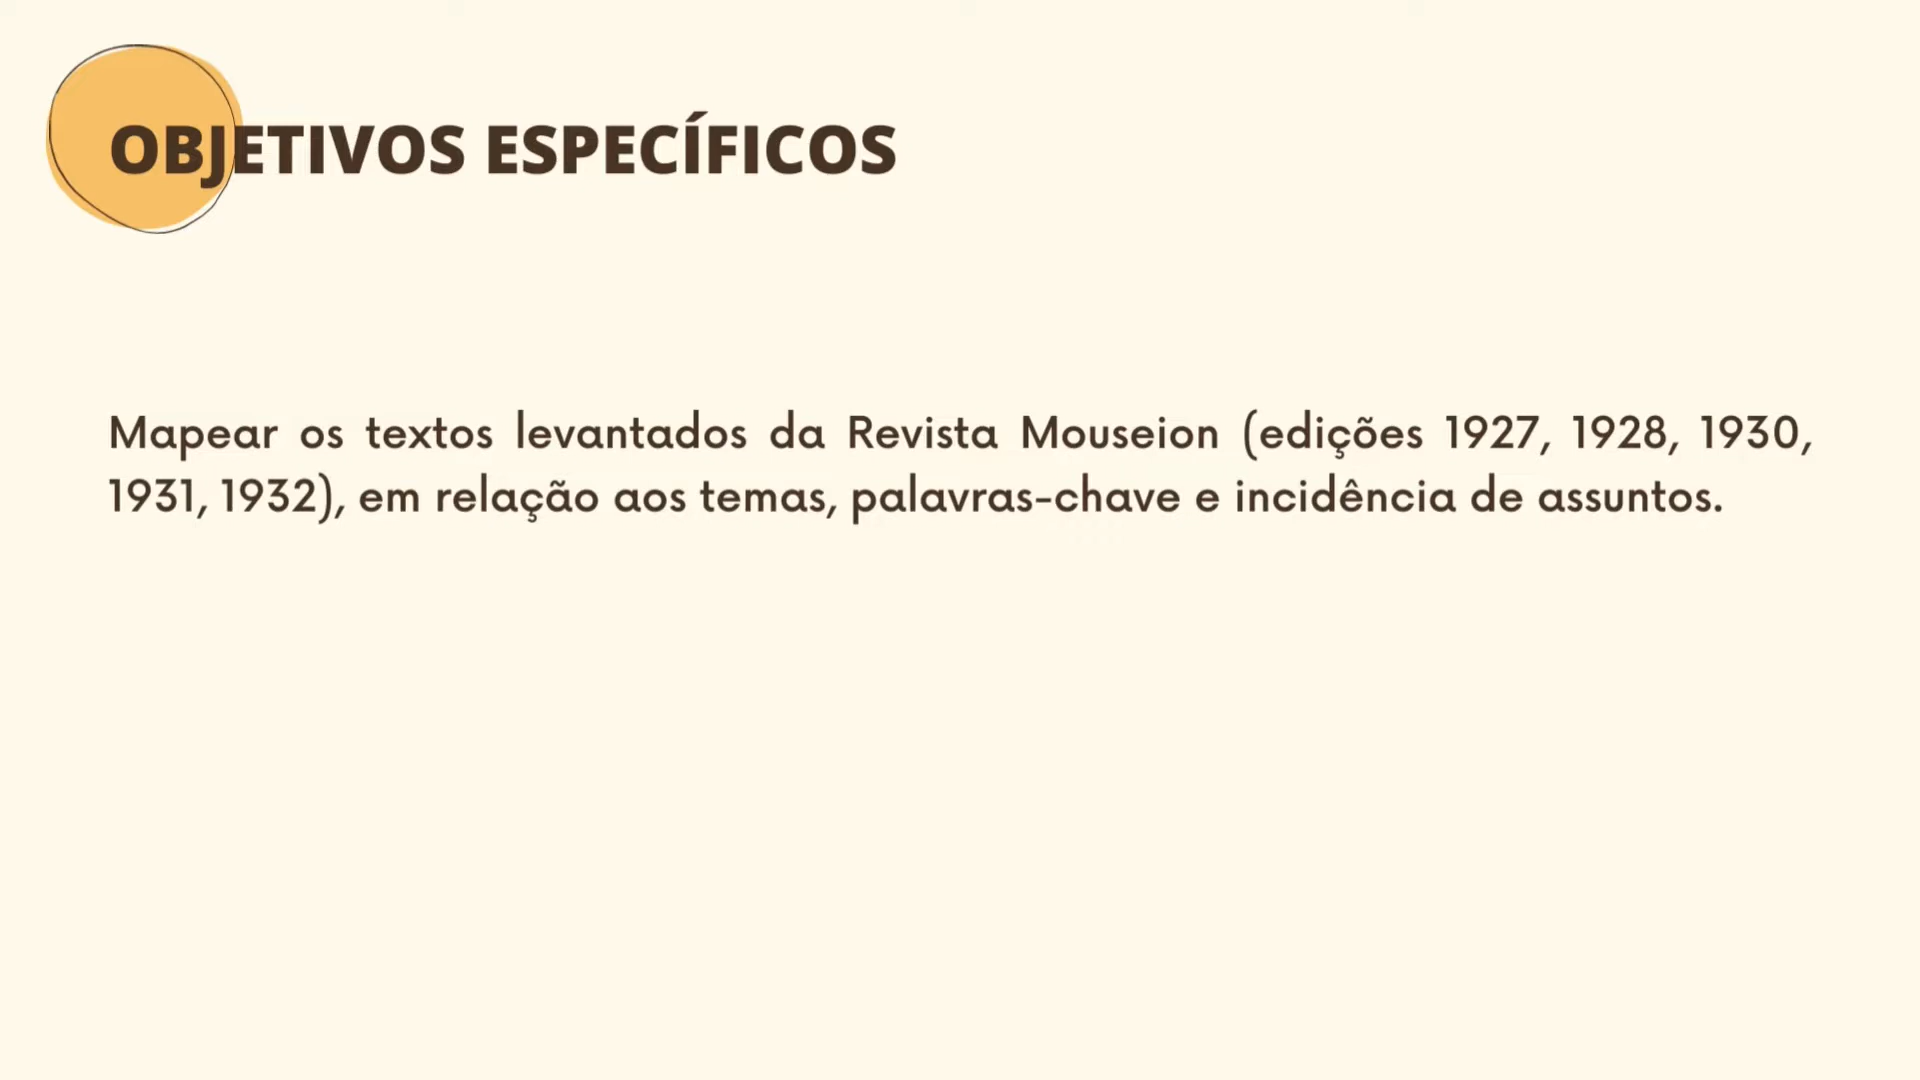 OBJETIVOS ESPECÍFICOS
Mapear os textos levantados da Revista Mouseion (edições 1927, 1928, 1930,
1931, 1932), em relação aos temas, palavras-chave e incidência de assuntos.